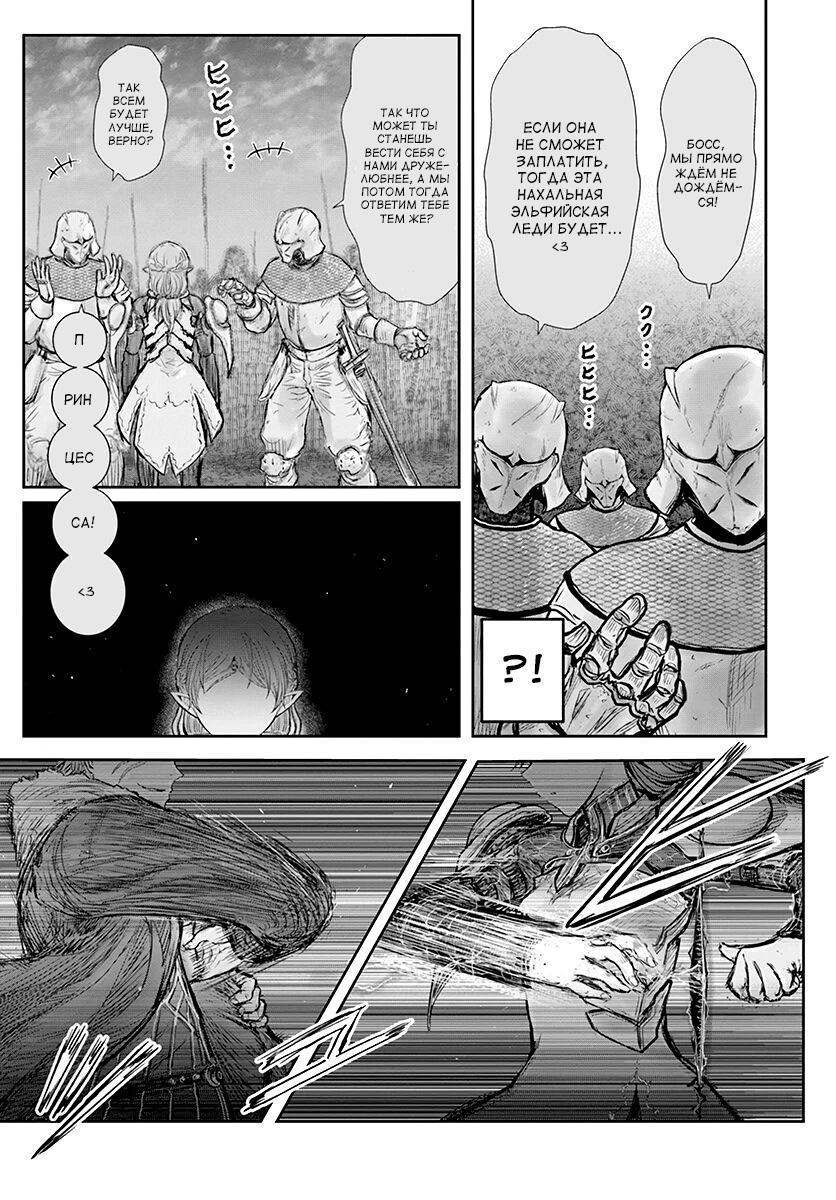 БОСС,
МЫ ПРЯМО
ЖДЁМ НЕ
ДОЖДЁМ-
СЯ!
ЕСЛИ ОНА
НЕ СМОЖЕТ
ЗАПЛАТИТЬ,
ТОГДА ЭТА
НАХАЛЬНАЯ
ЭЛЬФИЙСКАЯ
ЛЕДИ БУДЕТ...
<3
クク…
ヒヒヒ…
?!
ТАК ЧТО
МОЖЕТ ТЫ
СТАНЕШЬ
ВЕСТИ СЕБЯ С
НАМИ ДРУЖЕ-
ЛЮБНЕЕ, А МЫ
ПОТОМ ТОГДА
ОТВЕТИМ ТЕБЕ
ТЕМ ЖЕ?
ヒヒヒ…
ТАК
ВСЕМ
БУДЕТ
ЛУЧШЕ,
ВЕРНО?
П
РИН
ЦЕС
СА!
<3